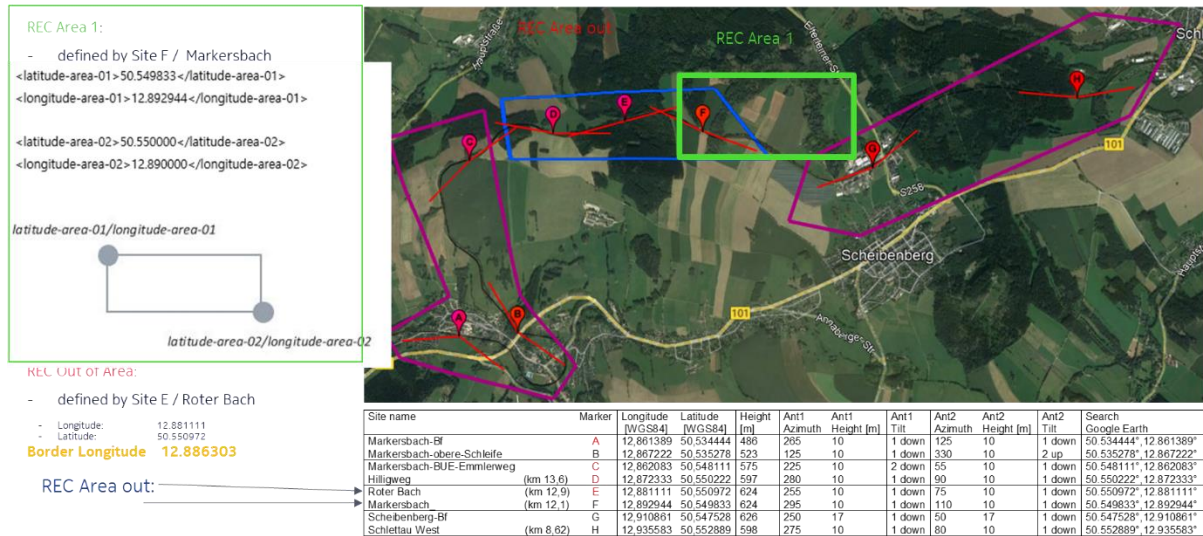 REC Area 1:
- defined by Site F / Markersbach
<latitude-area-01>50.549833</latitude-area-01>
<longitude-area-01>12.892944</longitude-area-01>
<latitude-area-02>50.550000</latitude-area-02>
<longitude-area-02>12.890000</longitude-area-02>
latitude-area-01/longitude-area-01
latitude-area-02/longitude-area-02
REC Out of Area:
- defined by Site E / Roter Bach
- Longitude: 12.881111
- Latitude: 50.550972
Border Longitude 12.886303
REC Area out:
REC Area out
REC Area 1
Hauptstraße
Elterleiner Str.
Schl
H
E
D
F
C
G
101
S258
Scheibenberg
Hauptstr
101
A
B
Annaberger Str.
Site name Marker Longitude [WGS84] Latitude [WGS84] Height [m] Ant1 Azimuth Ant1 Height [m] Ant1 Tilt Ant2 Azimuth Ant2 Height [m] Ant2 Tilt Search Google Earth
Markersbach-Bf A 12,861389 50,534444 486 265 10 1 down 125 10 1 down 50.534444°,12.861389°
Markersbach-obere-Schleife B 12,867222 50,535278 523 125 10 1 down 330 10 2 up 50.535278°,12.867222°
Markersbach-BUE-Emmlerweg C 12,862083 50,548111 575 225 10 2 down 55 10 1 down 50.548111°,12.862083°
Hilligweg (km 13,6) D 12,872333 50,550222 597 280 10 1 down 90 10 1 down 50.550222°,12.872333°
Roter Bach (km 12,9) E 12,881111 50,550972 624 255 10 1 down 75 10 1 down 50.550972°,12.881111°
Markersbach_ (km 12,1) F 12,892944 50,549833 624 295 10 1 down 110 10 1 down 50.549833°,12.892944°
Scheibenberg-Bf G 12,910861 50,547528 626 250 17 1 down 50 17 1 down 50.547528°,12.910861°
Schlettau West (km 8,62) H 12,935583 50,552889 598 275 10 1 down 80 10 1 down 50.552889°,12.935583°